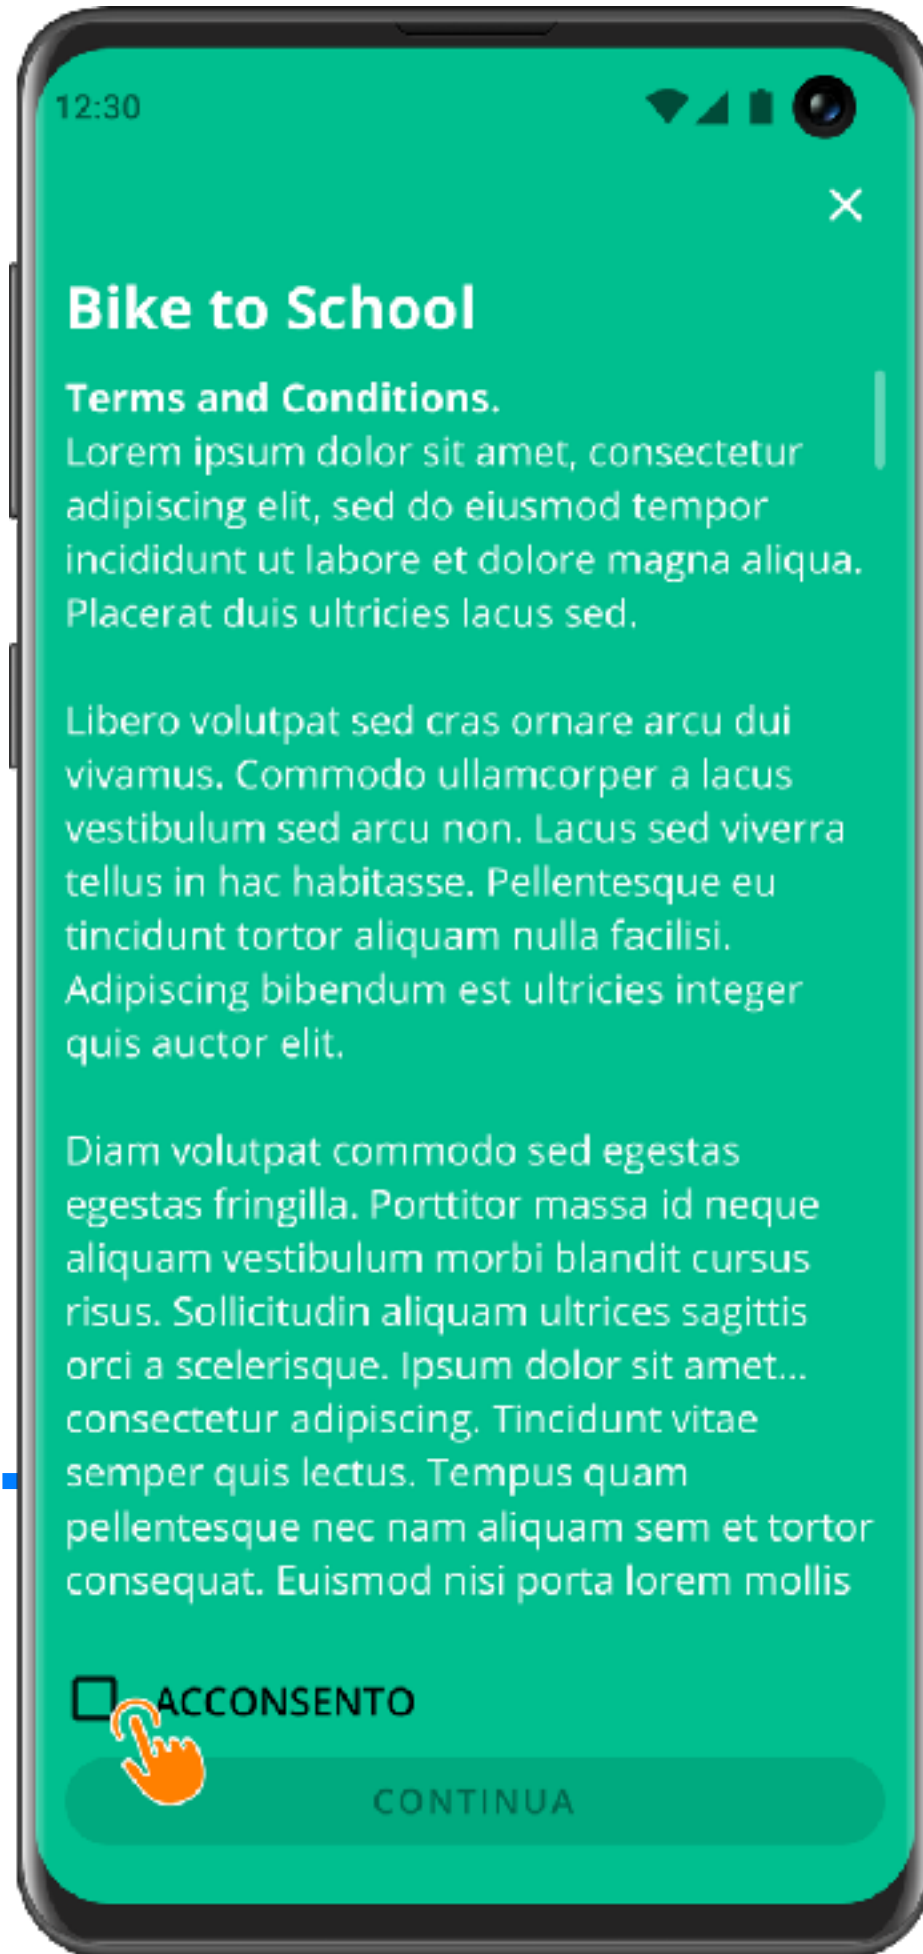 12:30
Bike to School
Terms and Conditions.
Lorem ipsum dolor sit amet, consectetur
adipiscing elit, sed do eiusmod tempor
incididunt ut labore et dolore magna aliqua.
Placerat duis ultricies lacus sed.
Libero volutpat sed cras ornare arcu dui
vivamus. Commodo ullamcorper a lacus
vestibulum sed arcu non. Lacus sed viverra
tellus in hac habitasse. Pellentesque eu
tincidunt tortor aliquam nulla facilisi.
Adipiscing bibendum est ultricies integer
quis auctor elit.
Diam volutpat commodo sed egestas
egestas fringilla. Porttitor massa id neque
aliquam vestibulum morbi blandit cursus
risus. Sollicitudin aliquam ultrices sagittis
orci a scelerisque. Ipsum dolor sit amet...
consectetur adipiscing. Tincidunt vitae
semper quis lectus. Tempus quam
pellentesque nec nam aliquam sem et tortor
consequat. Euismod nisi porta lorem mollis
ACCONSENTO
CONTINUA